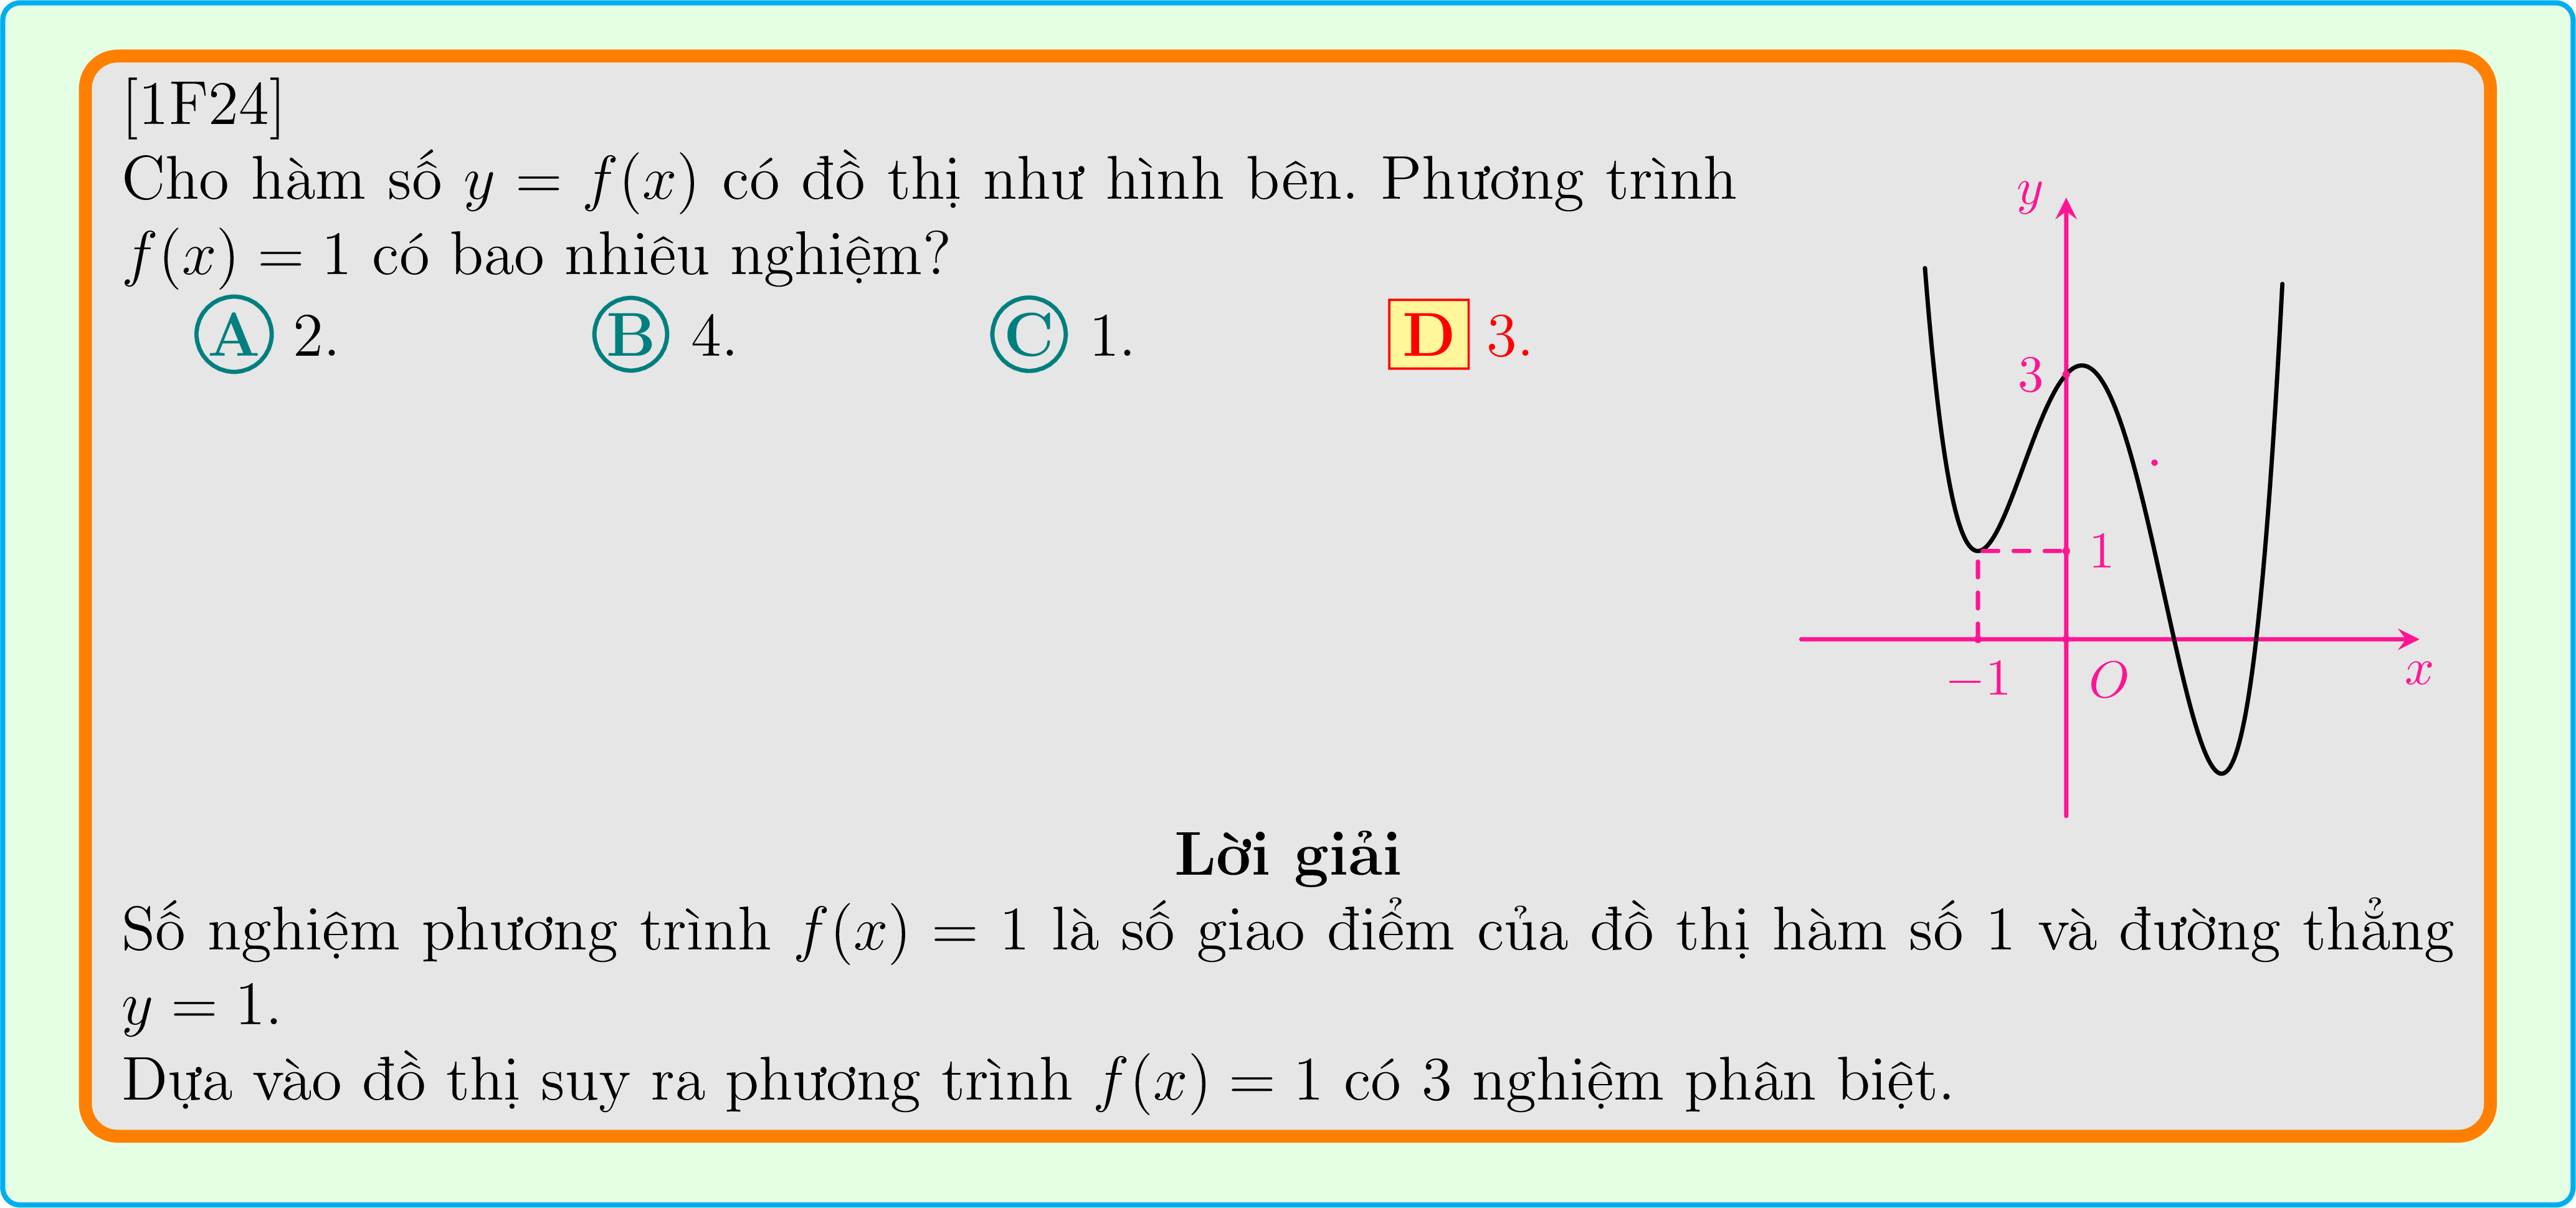 [1F24]
Cho hàm số y = f(x) có đồ thị như hình bên. Phương trình
f(x) = 1 có bao nhiêu nghiệm?
A 2. B 4. C 1. D 3.
y
3
1
−1 O x
Lời giải
Số nghiệm phương trình f(x) = 1 là số giao điểm của đồ thị hàm số 1 và đường thẳng
y = 1.
Dựa vào đồ thị suy ra phương trình f(x) = 1 có 3 nghiệm phân biệt.